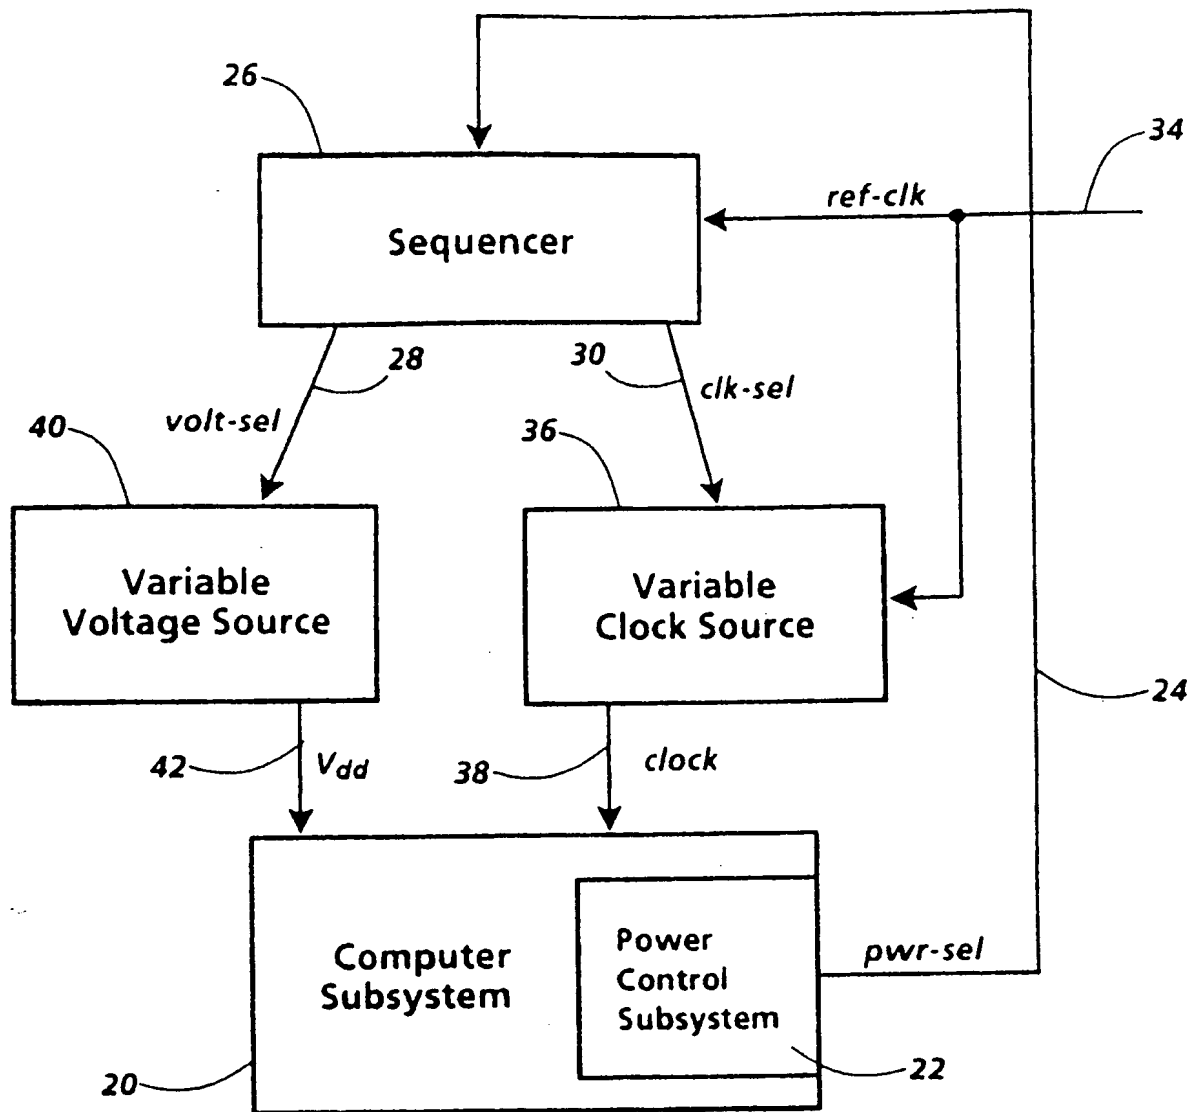 26
34
ref-clk
Sequencer
28
30
clk-sel
volt-sel
40
36
Variable
Voltage Source
Variable
Clock Source
24
42
Vdd
38
clock
Computer
Subsystem
Power
Control
Subsystem
pwr-sel
20
22